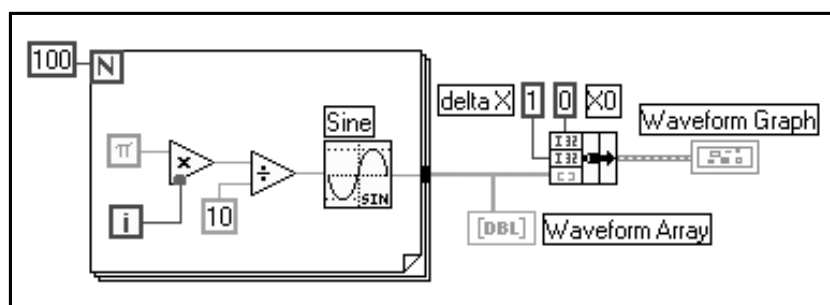 100
N
delta X
1
0
X0
Sine
Waveform Graph
π
×
÷
I32
I32
SIN
i
10
[DBL]
Waveform Array